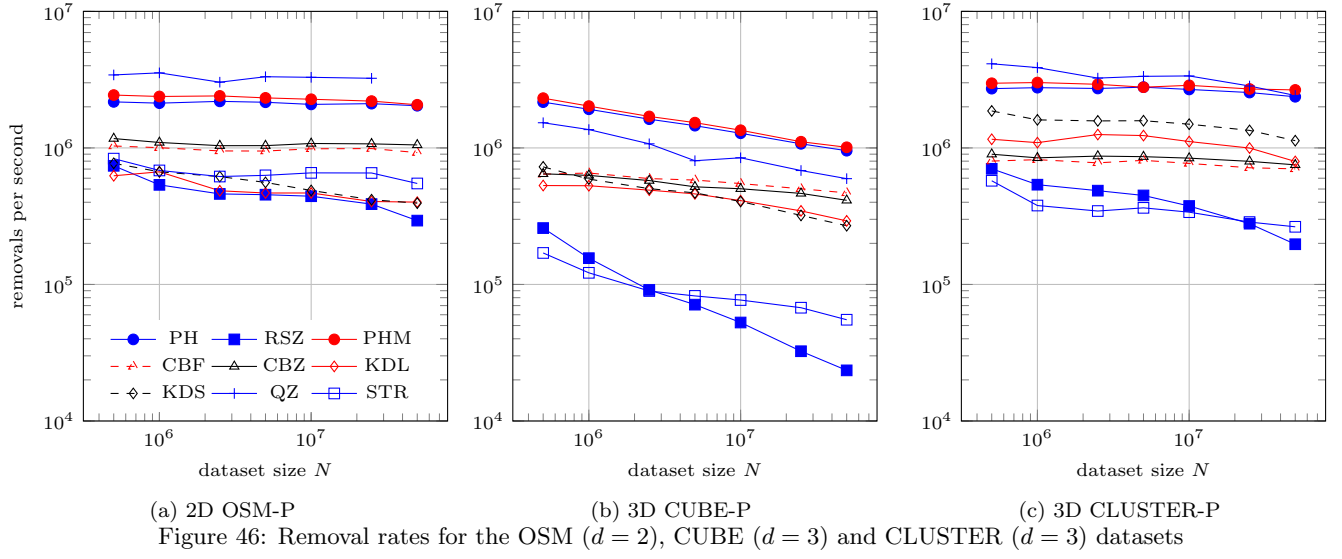 removals per second
10^7
10^6
10^5
10^4
PH RSZ PHM
CBF CBZ KDL
KDS QZ STR
10^6 10^7
dataset size N
(a) 2D OSM-P
10^7
10^6
10^5
10^4
10^6 10^7
dataset size N
(b) 3D CUBE-P
10^7
10^6
10^5
10^4
10^6 10^7
dataset size N
(c) 3D CLUSTER-P
Figure 46: Removal rates for the OSM (d = 2), CUBE (d = 3) and CLUSTER (d = 3) datasets